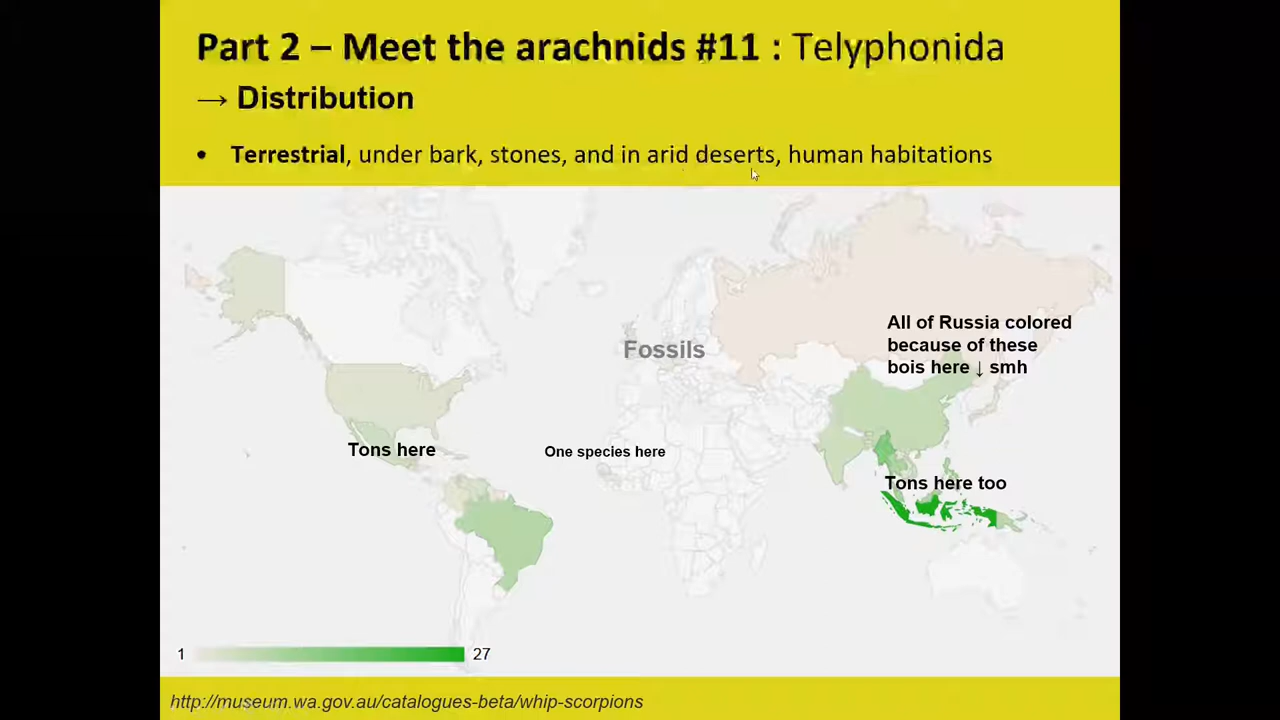 Part 2 – Meet the arachnids #11 : Telyphonida
→ Distribution
• Terrestrial, under bark, stones, and in arid deserts, human habitations
All of Russia colored
because of these
bois here ↓ smh
Fossils
Tons here
One species here
Tons here too
1 27
http://museum.wa.gov.au/catalogues-beta/whip-scorpions